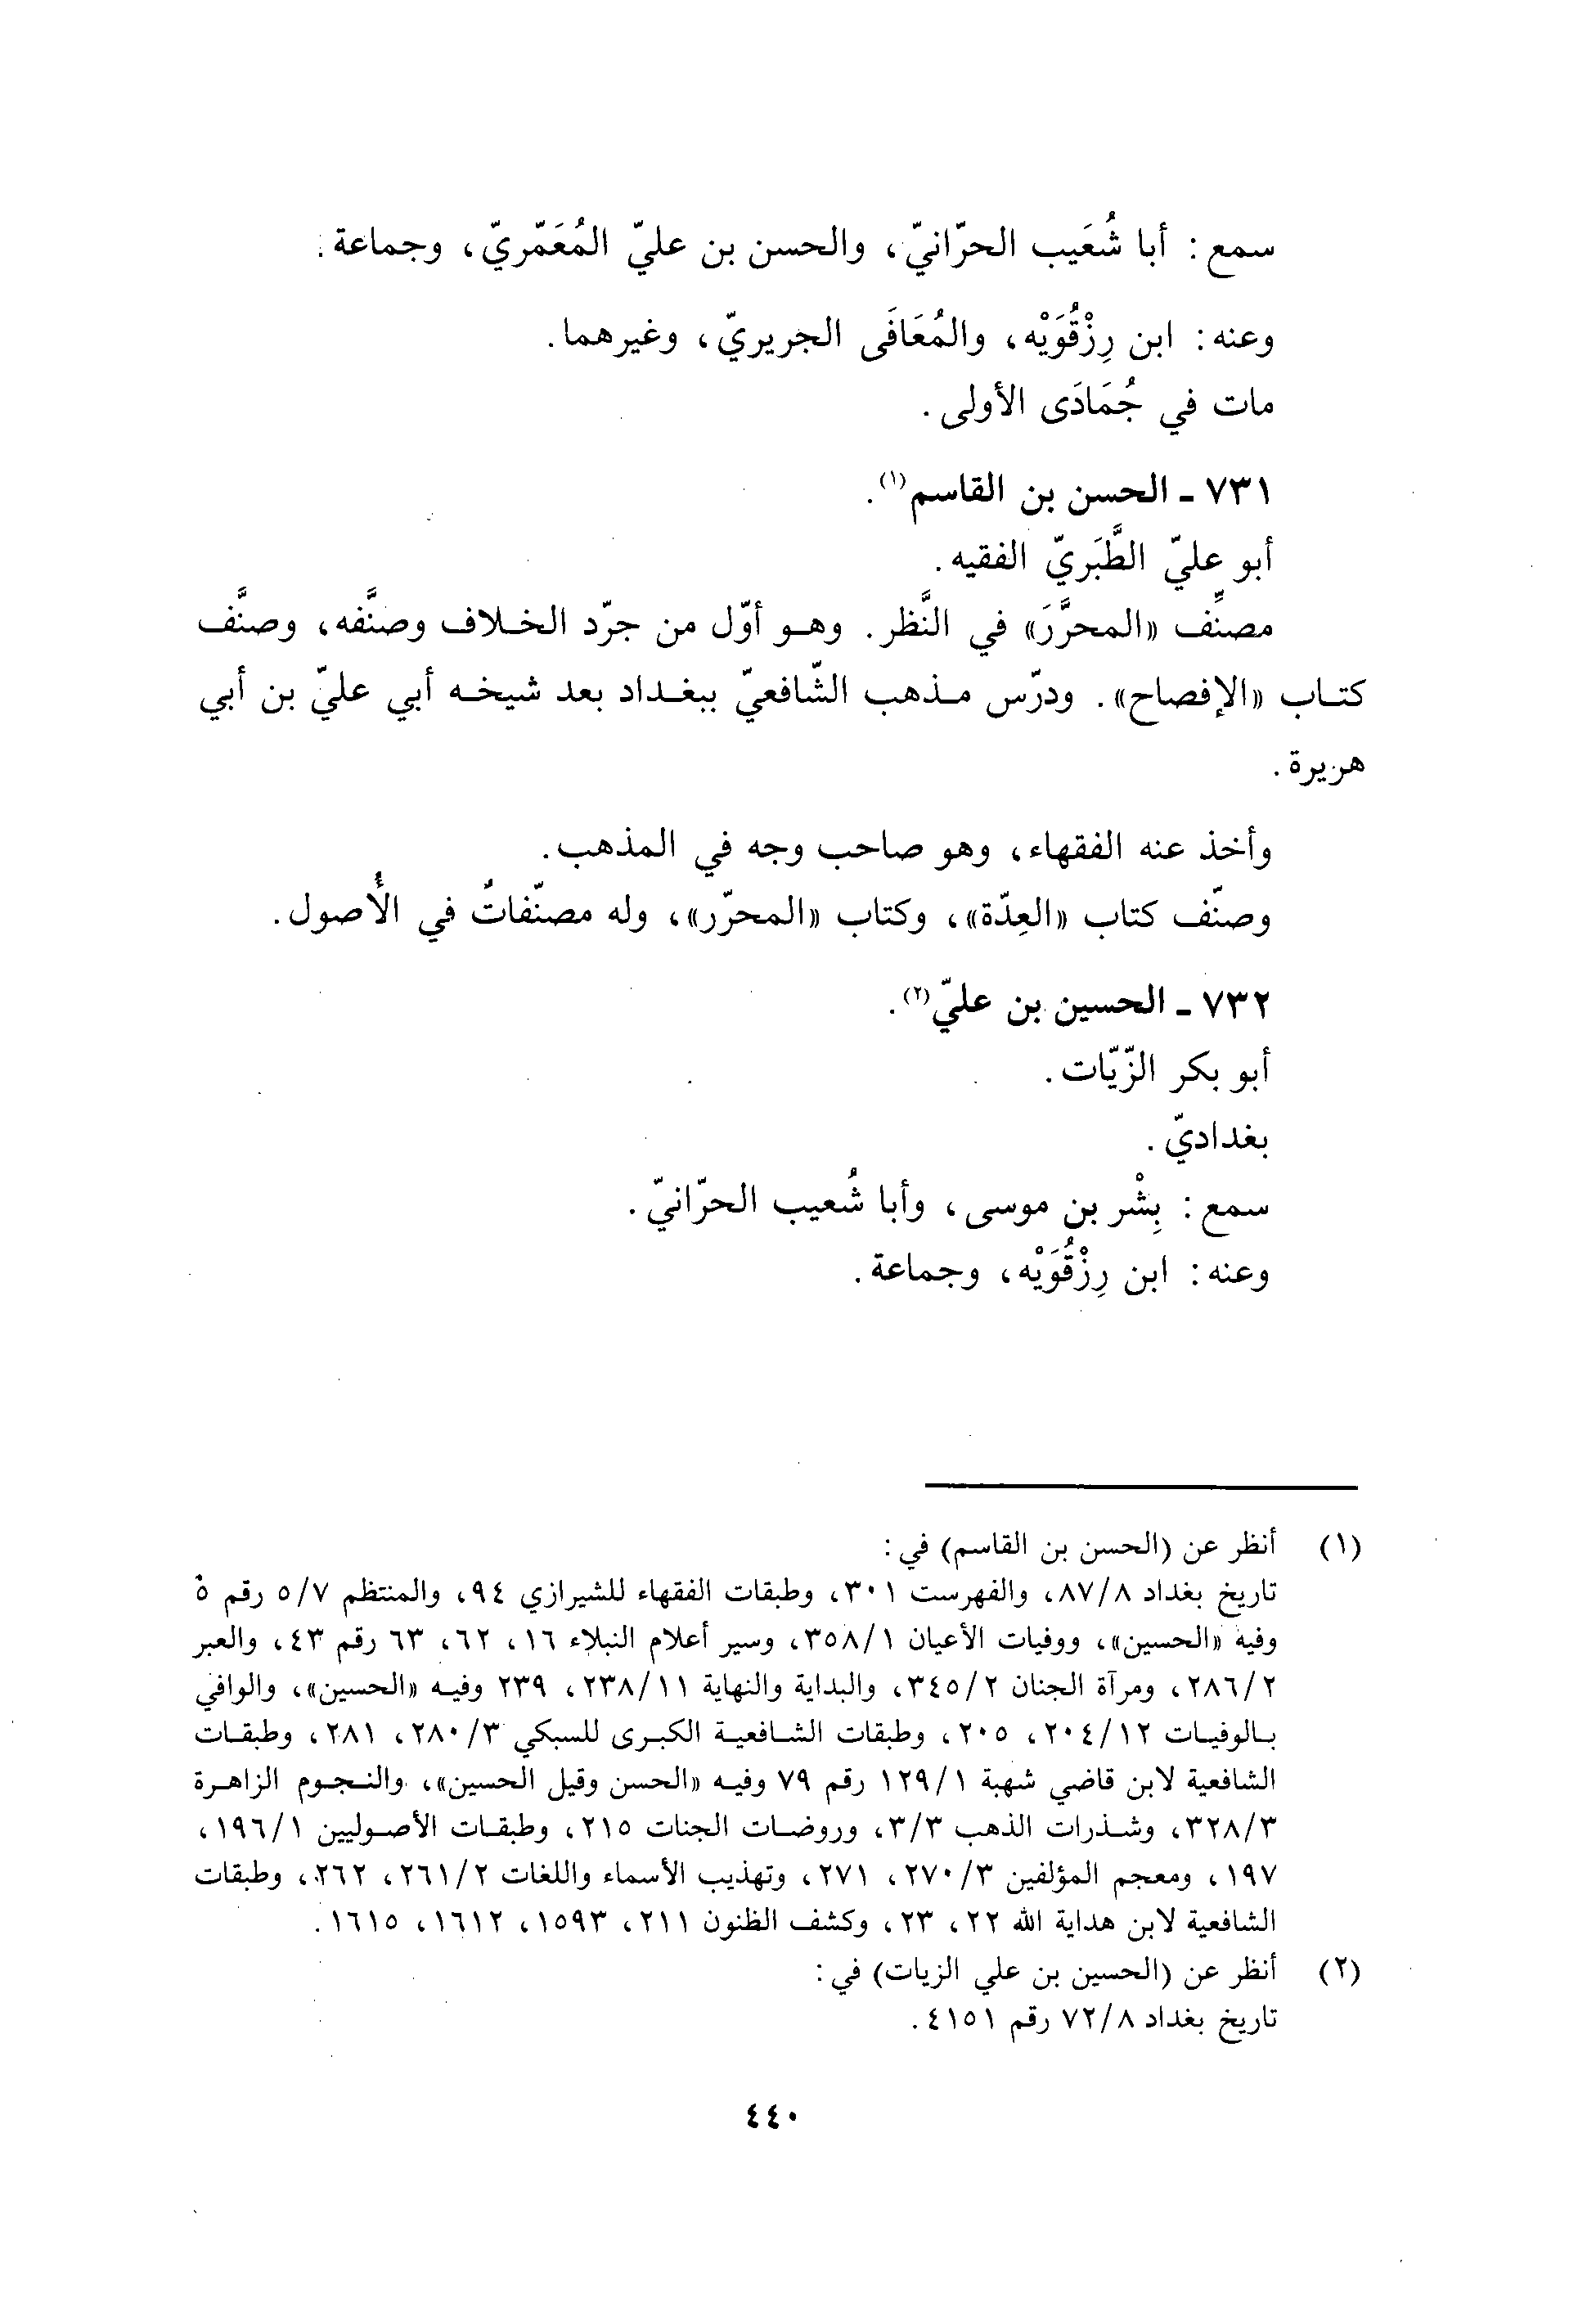 سمع : أبا شُعَيب الحرّانيّ، والحسن بن عليّ المُعَمّريّ، وجماعة.
وعنه : ابن رِزْقُوَيْه، والمُعَافَى الجريريّ، وغيرهما.
مات في جُمَادَى الأولى.
٧٣١ - الحسن بن القاسم(١).
أبو عليّ الطَّبَريّ الفقيه.
مصنِّف «المحرَّرَ» في النَّظر. وهو أوّل من جرّد الخلاف وصنَّفه، وصنَّف
كتاب «الإفصاح». ودرّس مذهب الشّافعيّ ببغداد بعد شيخه أبي عليّ بن أبي
هريرة.
وأخذ عنه الفقهاء، وهو صاحب وجه في المذهب.
وصنّف كتاب «العِدّة»، وكتاب «المحرّر»، وله مصنّفاتٌ في الأُصول.
٧٣٢ - الحسين بن عليّ(٢).
أبو بكر الزّيّات.
بغداديّ.
سمع : بِشْر بن موسى، وأبا شُعيب الحرّانيّ.
وعنه : ابن رِزْقُوَيْه، وجماعة.
(١) أنظر عن (الحسن بن القاسم) في :
تاريخ بغداد ٨٧/٨، والفهرست ٣٠١، وطبقات الفقهاء للشيرازي ٩٤، والمنتظم ٥/٧ رقم ٥
وفيه «الحسين»، ووفيات الأعيان ٣٥٨/١، وسير أعلام النبلاء ١٦، ٦٢، ٦٣ رقم ٤٣، والعبر
٢٨٦/٢، ومرآة الجنان ٣٤٥/٢، والبداية والنهاية ٢٣٨/١١، ٢٣٩ وفيه «الحسين»، والوافي
بالوفيات ٢٠٤/١٢، ٢٠٥، وطبقات الشافعية الكبرى للسبكي ٢٨٠/٣، ٢٨١، وطبقات
الشافعية لابن قاضي شهبة ١٢٩/١ رقم ٧٩ وفيه «الحسن وقيل الحسين»، والنجوم الزاهرة
٣٢٨/٣، وشذرات الذهب ٣/٣، وروضات الجنات ٢١٥، وطبقات الأصوليين ١٩٦/١،
١٩٧، ومعجم المؤلفين ٢٧٠/٣، ٢٧١، وتهذيب الأسماء واللغات ٢٦١/٢، ٢٦٢، وطبقات
الشافعية لابن هداية الله ٢٢، ٢٣، وكشف الظنون ٢١١، ١٥٩٣، ١٦١٢، ١٦١٥.
(٢) أنظر عن (الحسين بن علي الزيات) في :
تاريخ بغداد ٧٢/٨ رقم ٤١٥١.
٤٤٠